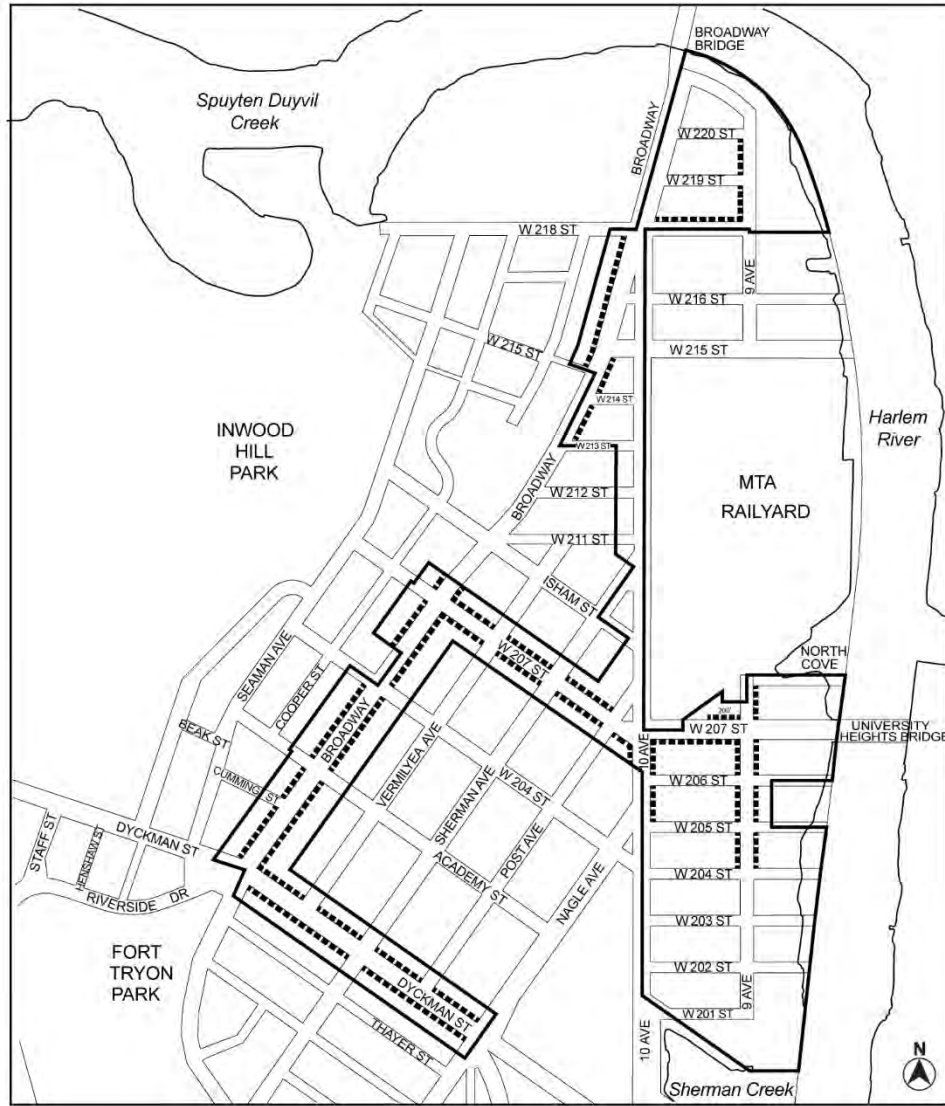 BROADWAY
BRIDGE
Spuyten Duyvil
Creek
BROADWAY
W 220 ST
W 219 ST
W 218 ST
9 AVE
W 216 ST
W 215 ST
W 215 ST
W 214 ST
Harlem
River
INWOOD
HILL
PARK
W 213 ST
BROADWAY
W 212 ST
MTA
RAILYARD
W 211 ST
ISHAM ST
NORTH
COVE
W 207 ST
SEAMAN AVE
COOPER ST
200'
W 207 ST
UNIVERSITY
HEIGHTS BRIDGE
BEAK ST
BROADWAY
VERMILYEA AVE
10 AVE
CUMMING ST
SHERMAN AVE
W 204 ST
W 206 ST
W 205 ST
STAFF ST
HENSHAW ST
DYCKMAN ST
POST AVE
ACADEMY ST
NAGLE AVE
W 204 ST
RIVERSIDE DR
W 203 ST
FORT
TRYON
PARK
W 202 ST
DYCKMAN ST
9 AVE
W 201 ST
THAYER ST
10 AVE
N
Sherman Creek